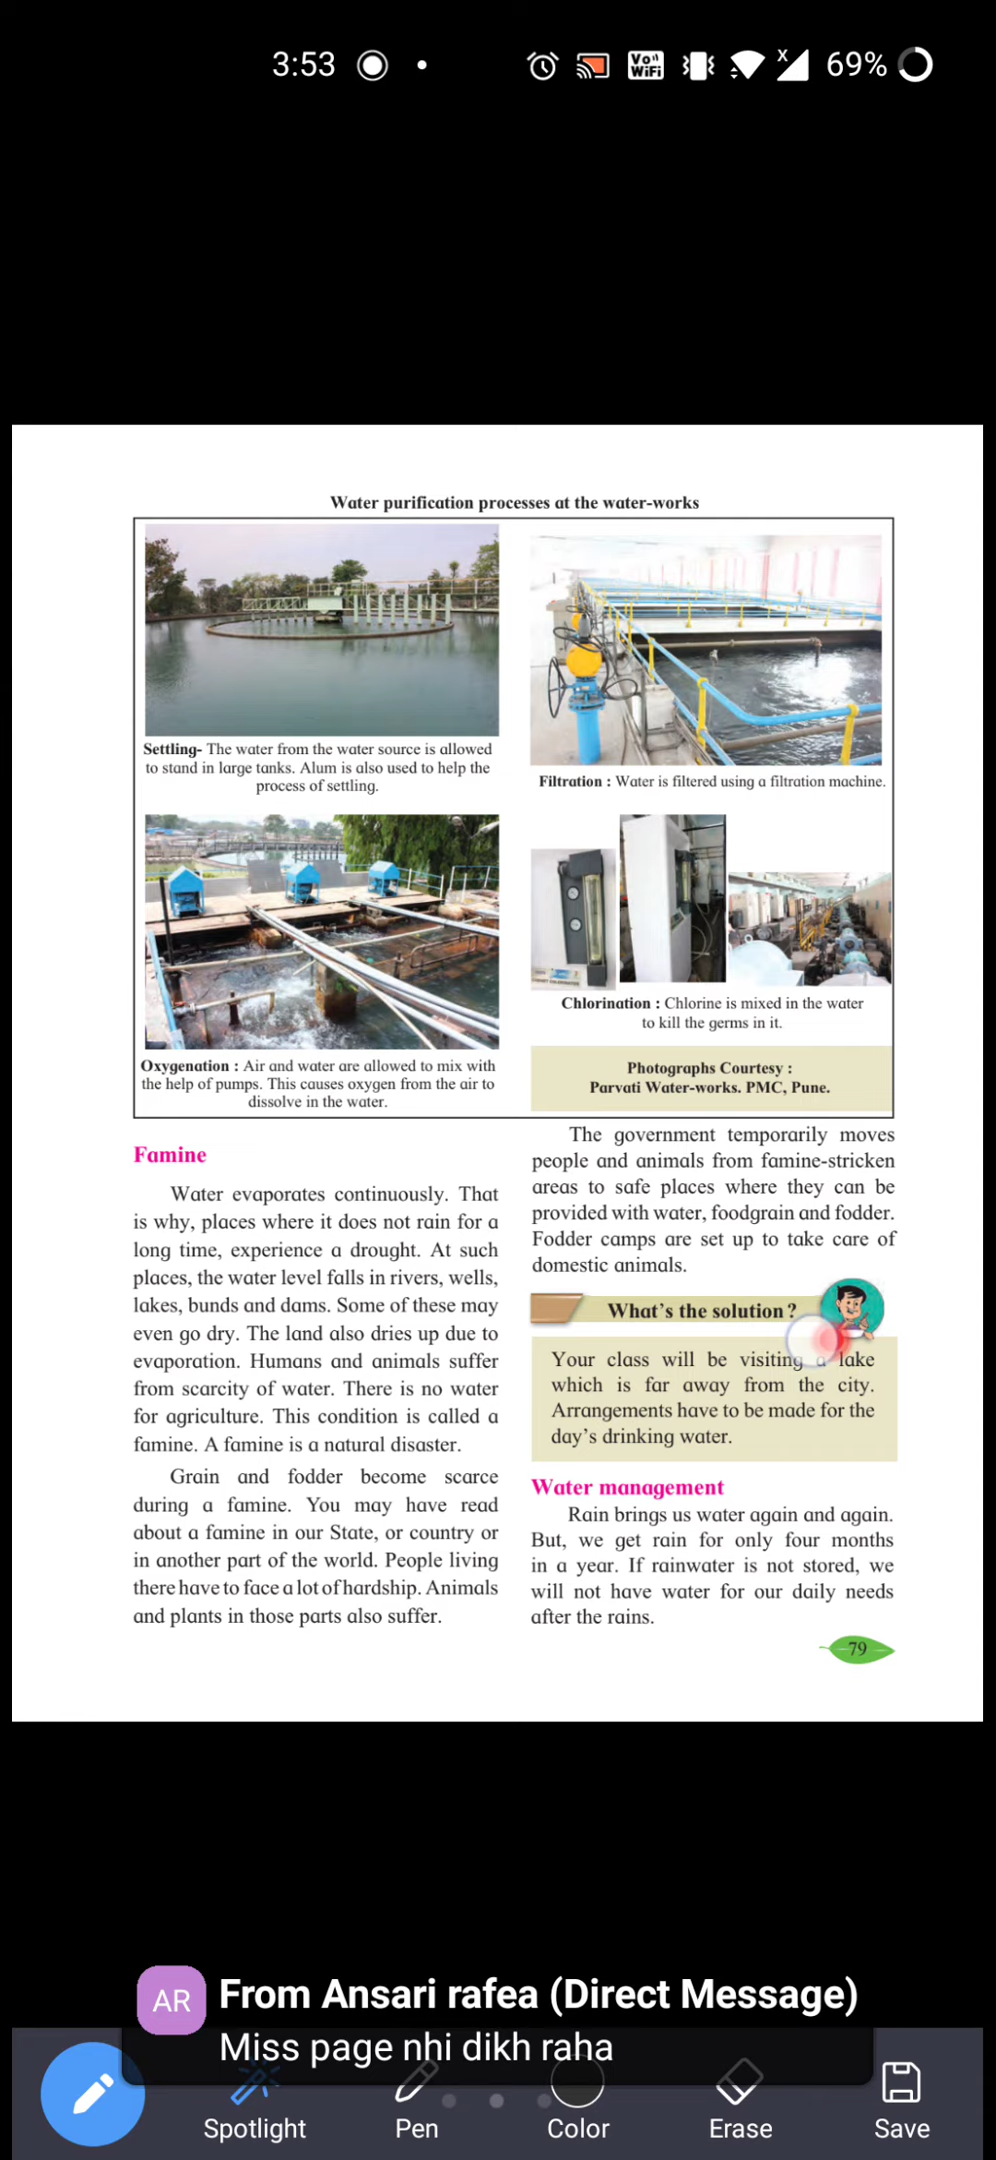 3:53
Vo WiFi
X
69%
Water purification processes at the water-works
Settling- The water from the water source is allowed
to stand in large tanks. Alum is also used to help the
process of settling.
Filtration : Water is filtered using a filtration machine.
Oxygenation : Air and water are allowed to mix with
the help of pumps. This causes oxygen from the air to
dissolve in the water.
Chlorination : Chlorine is mixed in the water
to kill the germs in it.
Photographs Courtesy :
Parvati Water-works. PMC, Pune.
Famine
Water evaporates continuously. That
is why, places where it does not rain for a
long time, experience a drought. At such
places, the water level falls in rivers, wells,
lakes, bunds and dams. Some of these may
even go dry. The land also dries up due to
evaporation. Humans and animals suffer
from scarcity of water. There is no water
for agriculture. This condition is called a
famine. A famine is a natural disaster.
Grain and fodder become scarce
during a famine. You may have read
about a famine in our State, or country or
in another part of the world. People living
there have to face a lot of hardship. Animals
and plants in those parts also suffer.
The government temporarily moves
people and animals from famine-stricken
areas to safe places where they can be
provided with water, foodgrain and fodder.
Fodder camps are set up to take care of
domestic animals.
What's the solution ?
Your class will be visiting a lake
which is far away from the city.
Arrangements have to be made for the
day's drinking water.
Water management
Rain brings us water again and again.
But, we get rain for only four months
in a year. If rainwater is not stored, we
will not have water for our daily needs
after the rains.
79
AR
From Ansari rafea (Direct Message)
Miss page nhi dikh raha
Spotlight
Pen
Color
Erase
Save